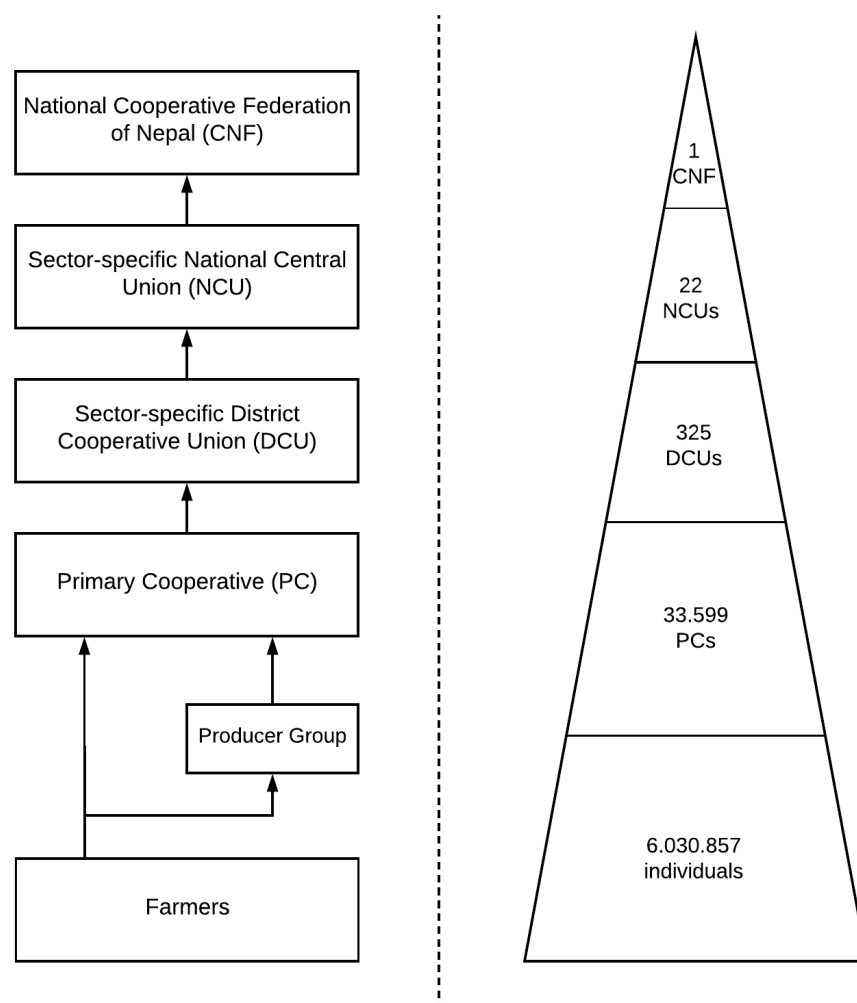 National Cooperative Federation
of Nepal (CNF)
Sector-specific National Central
Union (NCU)
Sector-specific District
Cooperative Union (DCU)
Primary Cooperative (PC)
Producer Group
Farmers
1
CNF
22
NCUs
325
DCUs
33.599
PCs
6.030.857
individuals